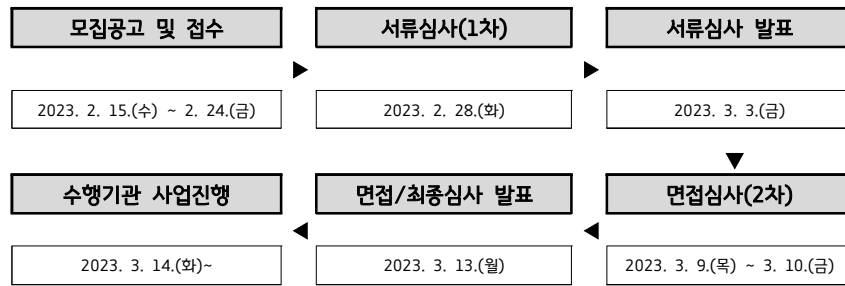 모집공고 및 접수
서류심사(1차)
서류심사 발표
▶
▶
2023. 2. 15.(수) ~ 2. 24.(금)
2023. 2. 28.(화)
2023. 3. 3.(금)
▼
수행기관 사업진행
면접/최종심사 발표
면접심사(2차)
◀
◀
2023. 3. 14.(화)~
2023. 3. 13.(월)
2023. 3. 9.(목) ~ 3. 10.(금)